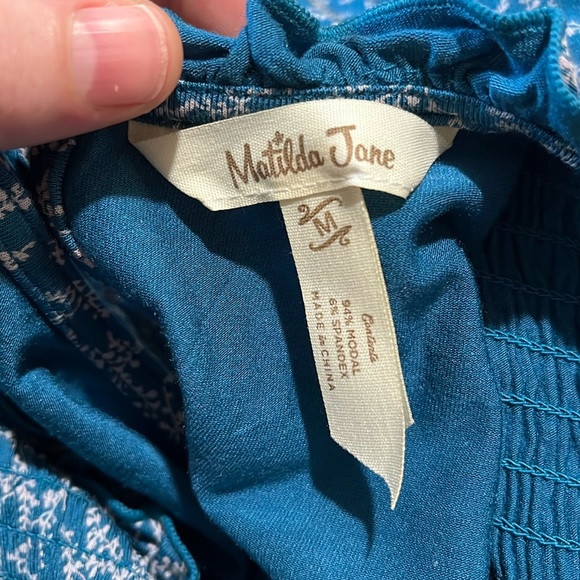 Matilda Jane
M
Contents
94% MODAL
6% SPANDEX
MADE in CHINA